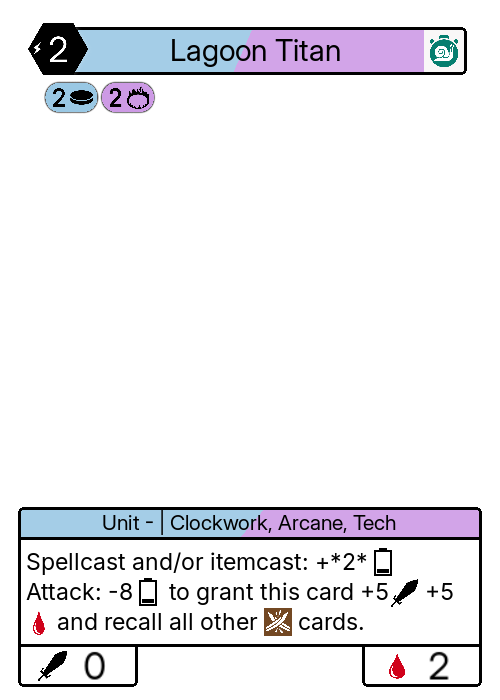 2 Lagoon Titan
2 2
Unit - | Clockwork, Arcane, Tech
Spellcast and/or itemcast: +*2*
Attack: -8 to grant this card +5 +5
and recall all other cards.
0 2